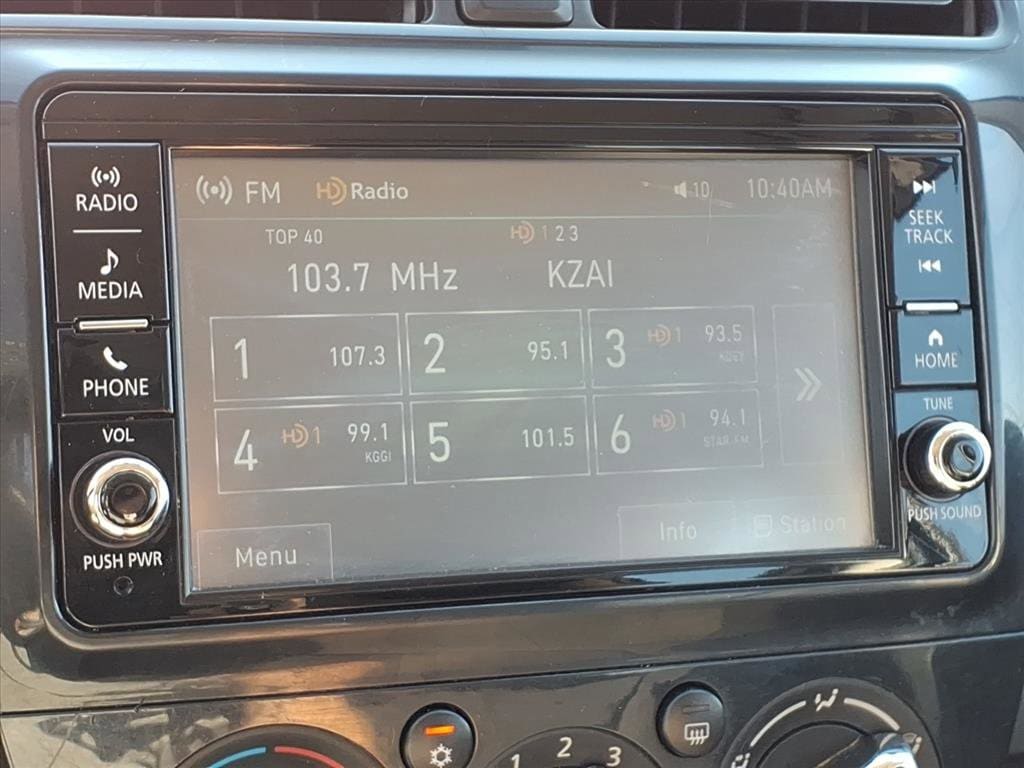 RADIO
MEDIA
PHONE
VOL
PUSH PWR
FM HD Radio 10 10:40AM
TOP 40 HD 1 2 3
103.7 MHz KZAI
1 107.3 2 95.1 3 HD 1 93.5
4 HD 1 99.1 KGGI 5 101.5 6 HD 1 94.1 STAR-FM
Menu Info Station
SEEK
TRACK
HOME
TUNE
PUSH SOUND
1 2 3